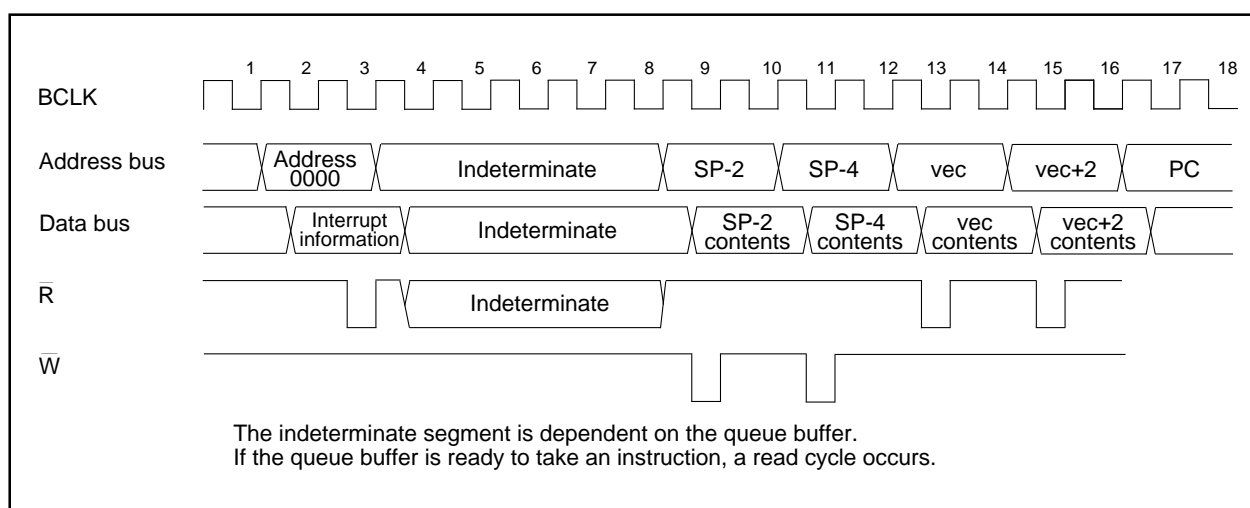 1 2 3 4 5 6 7 8 9 10 11 12 13 14 15 16 17 18
BCLK
Address bus
Address
0000
Indeterminate
SP-2
SP-4
vec
vec+2
PC
Data bus
Interrupt
information
Indeterminate
SP-2
contents
SP-4
contents
vec
contents
vec+2
contents
R̅
Indeterminate
W̅
The indeterminate segment is dependent on the queue buffer.
If the queue buffer is ready to take an instruction, a read cycle occurs.